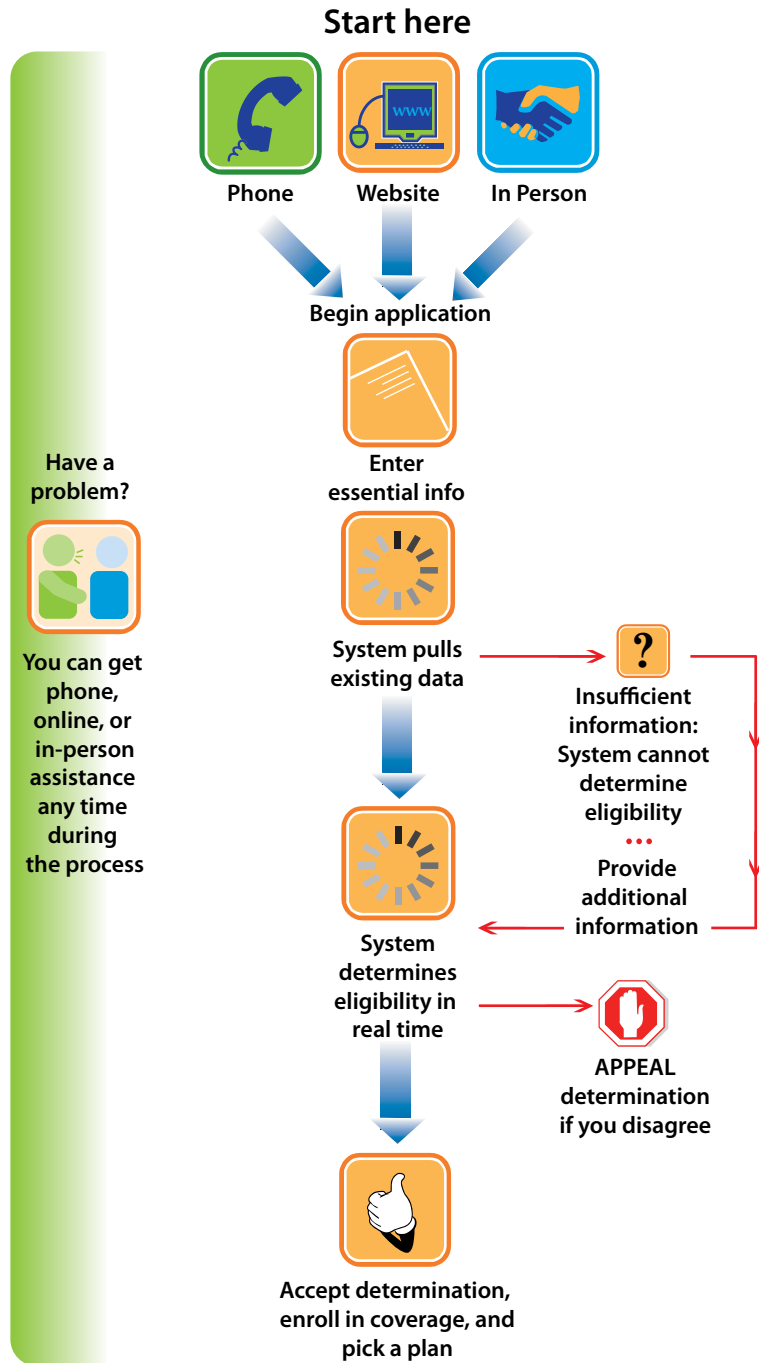 Start here
www
Phone
Website
In Person
Begin application
Enter
essential info
Have a
problem?
You can get
phone,
online, or
in-person
assistance
any time
during
the process
System pulls
existing data
?
Insufficient
information:
System cannot
determine
eligibility
...
Provide
additional
information
System
determines
eligibility in
real time
APPEAL
determination
if you disagree
Accept determination,
enroll in coverage, and
pick a plan